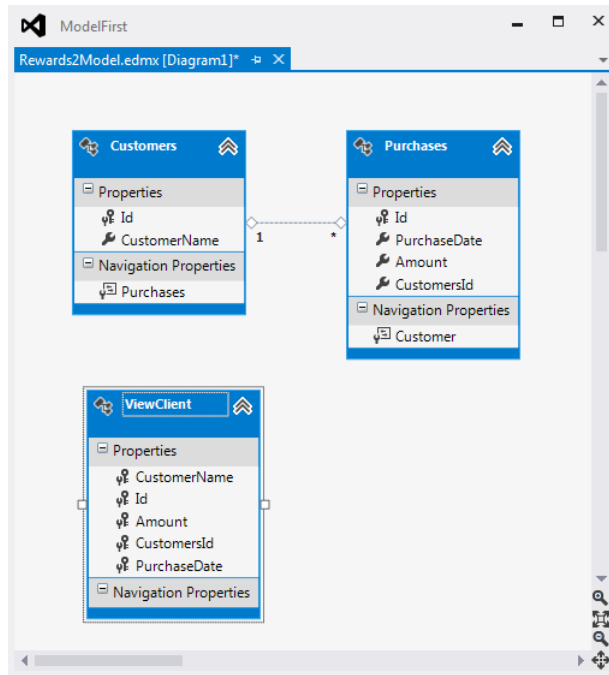 ModelFirst
Rewards2Model.edmx [Diagram1]*
Customers
Properties
Id
CustomerName
Navigation Properties
Purchases
1
*
Purchases
Properties
Id
PurchaseDate
Amount
CustomersId
Navigation Properties
Customer
ViewClient
Properties
CustomerName
Id
Amount
CustomersId
PurchaseDate
Navigation Properties